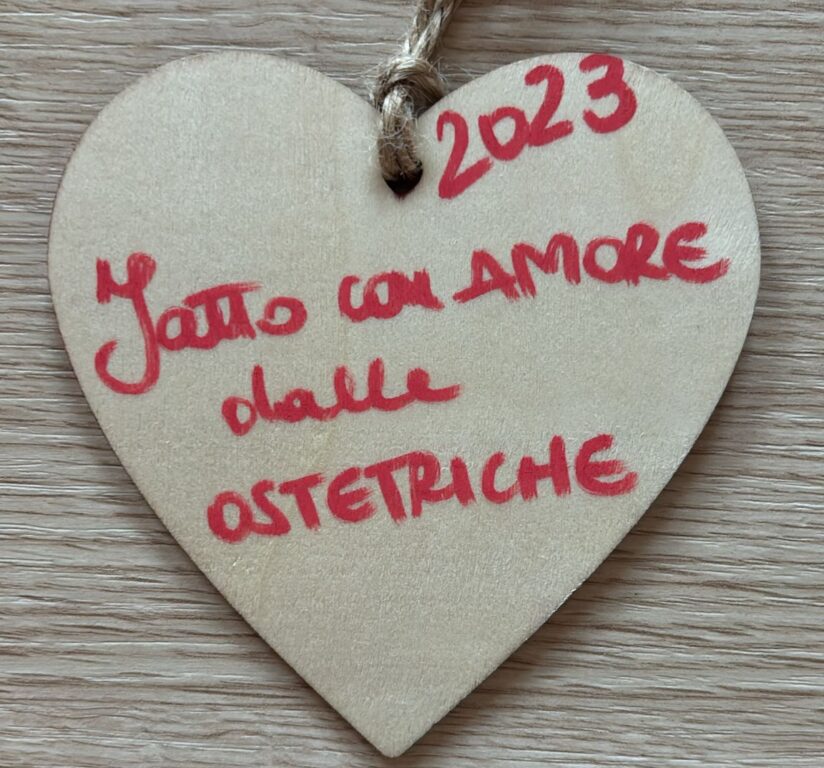 2023
Fatto con AMORE
dalle
OSTETRICHE